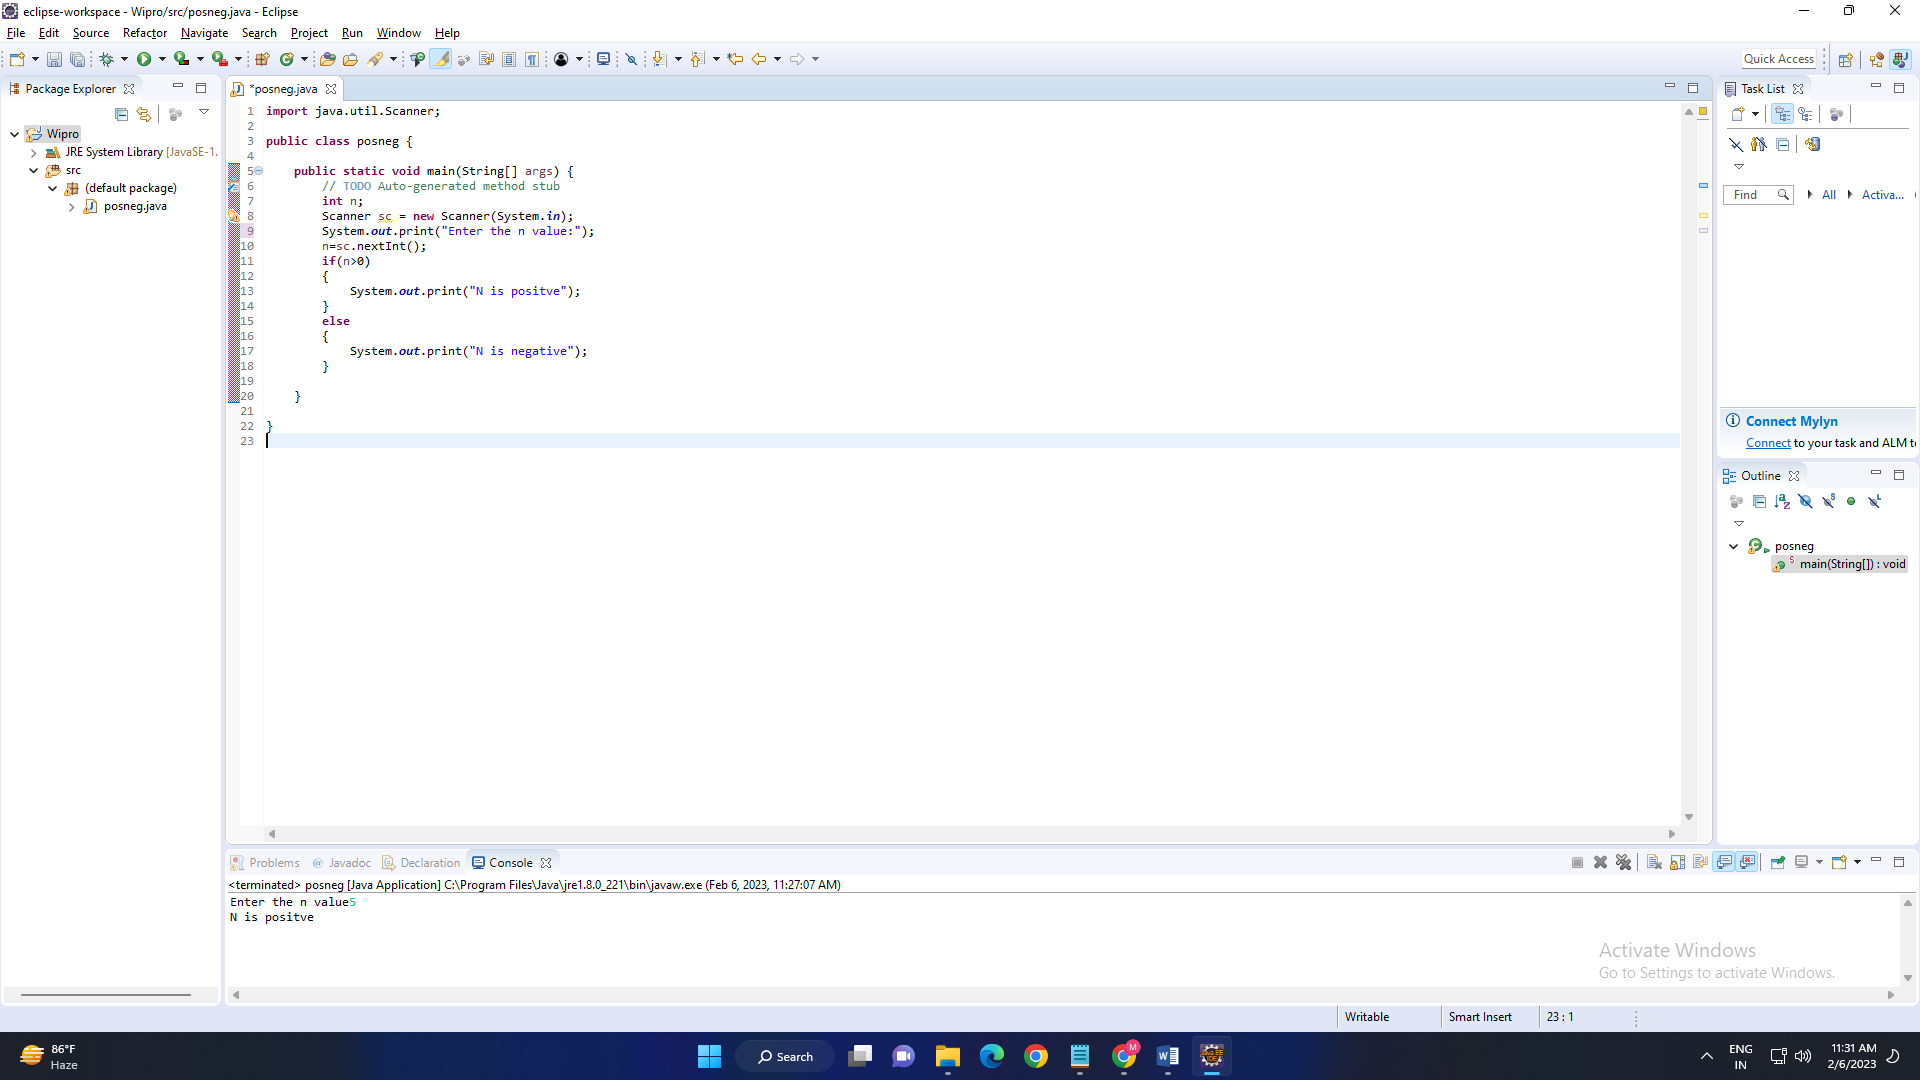 eclipse-workspace - Wipro/src/posneg.java - Eclipse
File Edit Source Refactor Navigate Search Project Run Window Help
Quick Access
Package Explorer
Wipro
JRE System Library [JavaSE-1.
src
(default package)
posneg.java
*posneg.java
1 import java.util.Scanner;
2
3 public class posneg {
4
5 public static void main(String[] args) {
6 // TODO Auto-generated method stub
7 int n;
8 Scanner sc = new Scanner(System.in);
9 System.out.print("Enter the n value:");
10 n=sc.nextInt();
11 if(n>0)
12 {
13 System.out.print("N is positve");
14 }
15 else
16 {
17 System.out.print("N is negative");
18 }
19
20 }
21
22 }
23
Task List
Find All Activa...
Connect Mylyn
Connect to your task and ALM t
Outline
posneg
main(String[]) : void
Problems @ Javadoc Declaration Console
<terminated> posneg [Java Application] C:\Program Files\Java\jre1.8.0_221\bin\javaw.exe (Feb 6, 2023, 11:27:07 AM)
Enter the n value5
N is positve
Activate Windows
Go to Settings to activate Windows.
Writable Smart Insert 23 : 1
86°F
Haze
Search
ENG
IN
11:31 AM
2/6/2023